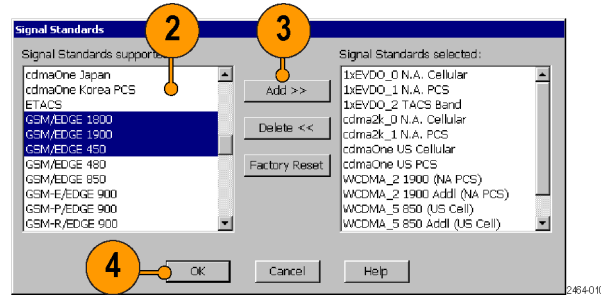 Signal Standards
2
3
Signal Standards supported
Signal Standards selected:
cdmaOne Japan
cdmaOne Korea PCS
ETACS
GSM/EDGE 1800
GSM/EDGE 1900
GSM/EDGE 450
GSM/EDGE 480
GSM/EDGE 850
GSM-E/EDGE 900
GSM-P/EDGE 900
GSM-R/EDGE 900
Add >>
Delete <<
Factory Reset
1xEVDO_0 N.A. Cellular
1xEVDO_1 N.A. PCS
1xEVDO_2 TACS Band
cdma2k_0 N.A. Cellular
cdma2k_1 N.A. PCS
cdmaOne US Cellular
cdmaOne US PCS
WCDMA_2 1900 (NA PCS)
WCDMA_2 1900 Addl (NA PCS)
WCDMA_5 850 (US Cell)
WCDMA_5 850 Addl (US Cell)
4
OK
Cancel
Help
2464-010